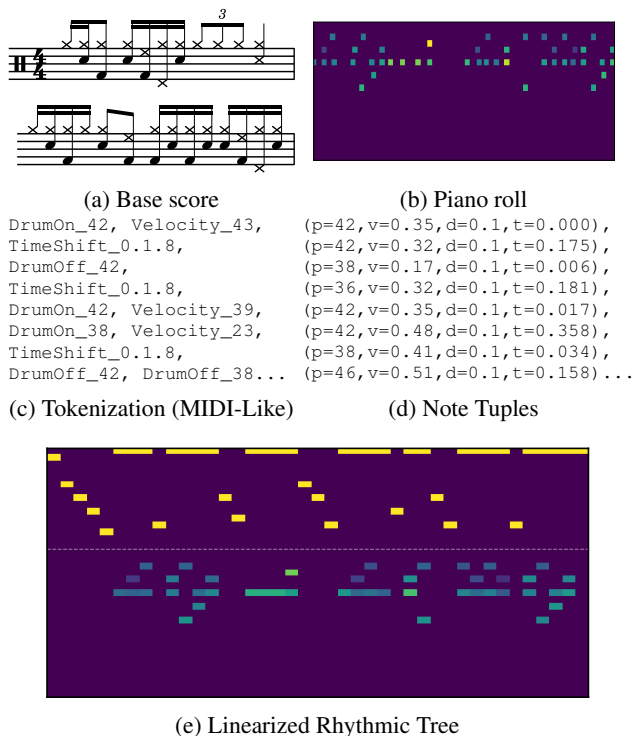 3
4
4
(a) Base score
(b) Piano roll
DrumOn_42, Velocity_43,
TimeShift_0.1.8,
DrumOff_42,
TimeShift_0.1.8,
DrumOn_42, Velocity_39,
DrumOn_38, Velocity_23,
TimeShift_0.1.8,
DrumOff_42, DrumOff_38...
(p=42,v=0.35,d=0.1,t=0.000),
(p=42,v=0.32,d=0.1,t=0.175),
(p=38,v=0.17,d=0.1,t=0.006),
(p=36,v=0.32,d=0.1,t=0.181),
(p=42,v=0.35,d=0.1,t=0.017),
(p=42,v=0.48,d=0.1,t=0.358),
(p=38,v=0.41,d=0.1,t=0.034),
(p=46,v=0.51,d=0.1,t=0.158)...
(c) Tokenization (MIDI-Like)
(d) Note Tuples
(e) Linearized Rhythmic Tree